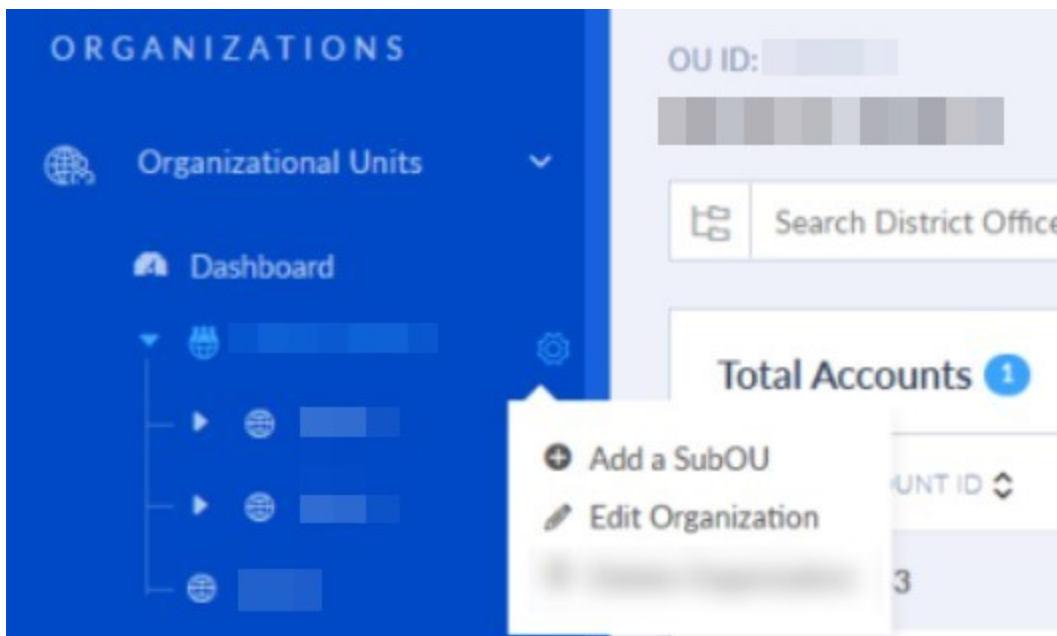 ORGANIZATIONS
Organizational Units
Dashboard
OU ID:
Search District Office
Total Accounts 1
Add a SubOU
Edit Organization
UNT ID
3